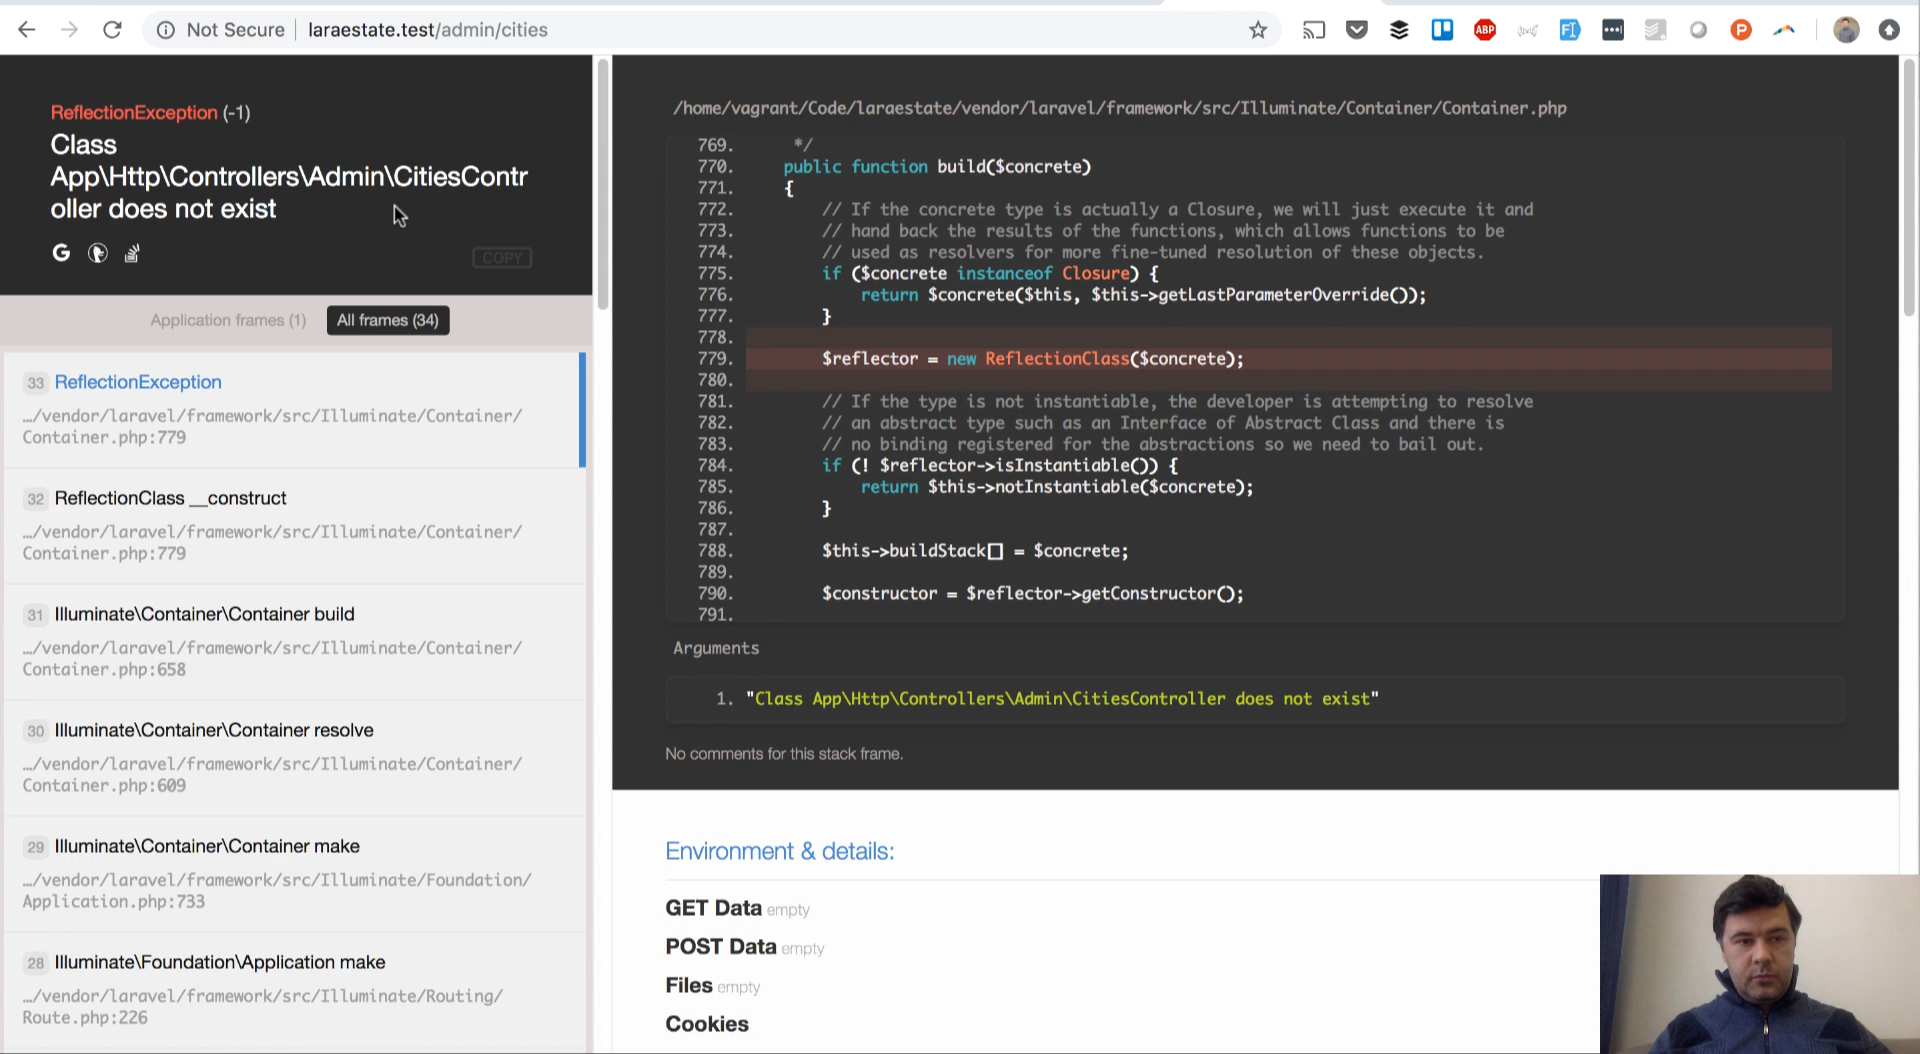 Not Secure | laraestate.test/admin/cities
ABP
ReflectionException (-1)
Class
App\Http\Controllers\Admin\CitiesContr
oller does not exist
COPY
Application frames (1)
All frames (34)
33 ReflectionException
…/vendor/laravel/framework/src/Illuminate/Container/
Container.php:779
32 ReflectionClass __construct
…/vendor/laravel/framework/src/Illuminate/Container/
Container.php:779
31 Illuminate\Container\Container build
…/vendor/laravel/framework/src/Illuminate/Container/
Container.php:658
30 Illuminate\Container\Container resolve
…/vendor/laravel/framework/src/Illuminate/Container/
Container.php:609
29 Illuminate\Container\Container make
…/vendor/laravel/framework/src/Illuminate/Foundation/
Application.php:733
28 Illuminate\Foundation\Application make
…/vendor/laravel/framework/src/Illuminate/Routing/
Route.php:226
/home/vagrant/Code/laraestate/vendor/laravel/framework/src/Illuminate/Container/Container.php
769. */
770. public function build($concrete)
771. {
772. // If the concrete type is actually a Closure, we will just execute it and
773. // hand back the results of the functions, which allows functions to be
774. // used as resolvers for more fine-tuned resolution of these objects.
775. if ($concrete instanceof Closure) {
776. return $concrete($this, $this->getLastParameterOverride());
777. }
778.
779. $reflector = new ReflectionClass($concrete);
780.
781. // If the type is not instantiable, the developer is attempting to resolve
782. // an abstract type such as an Interface of Abstract Class and there is
783. // no binding registered for the abstractions so we need to bail out.
784. if (! $reflector->isInstantiable()) {
785. return $this->notInstantiable($concrete);
786. }
787.
788. $this->buildStack[] = $concrete;
789.
790. $constructor = $reflector->getConstructor();
791.
Arguments
1. "Class App\Http\Controllers\Admin\CitiesController does not exist"
No comments for this stack frame.
Environment & details:
GET Data empty
POST Data empty
Files empty
Cookies